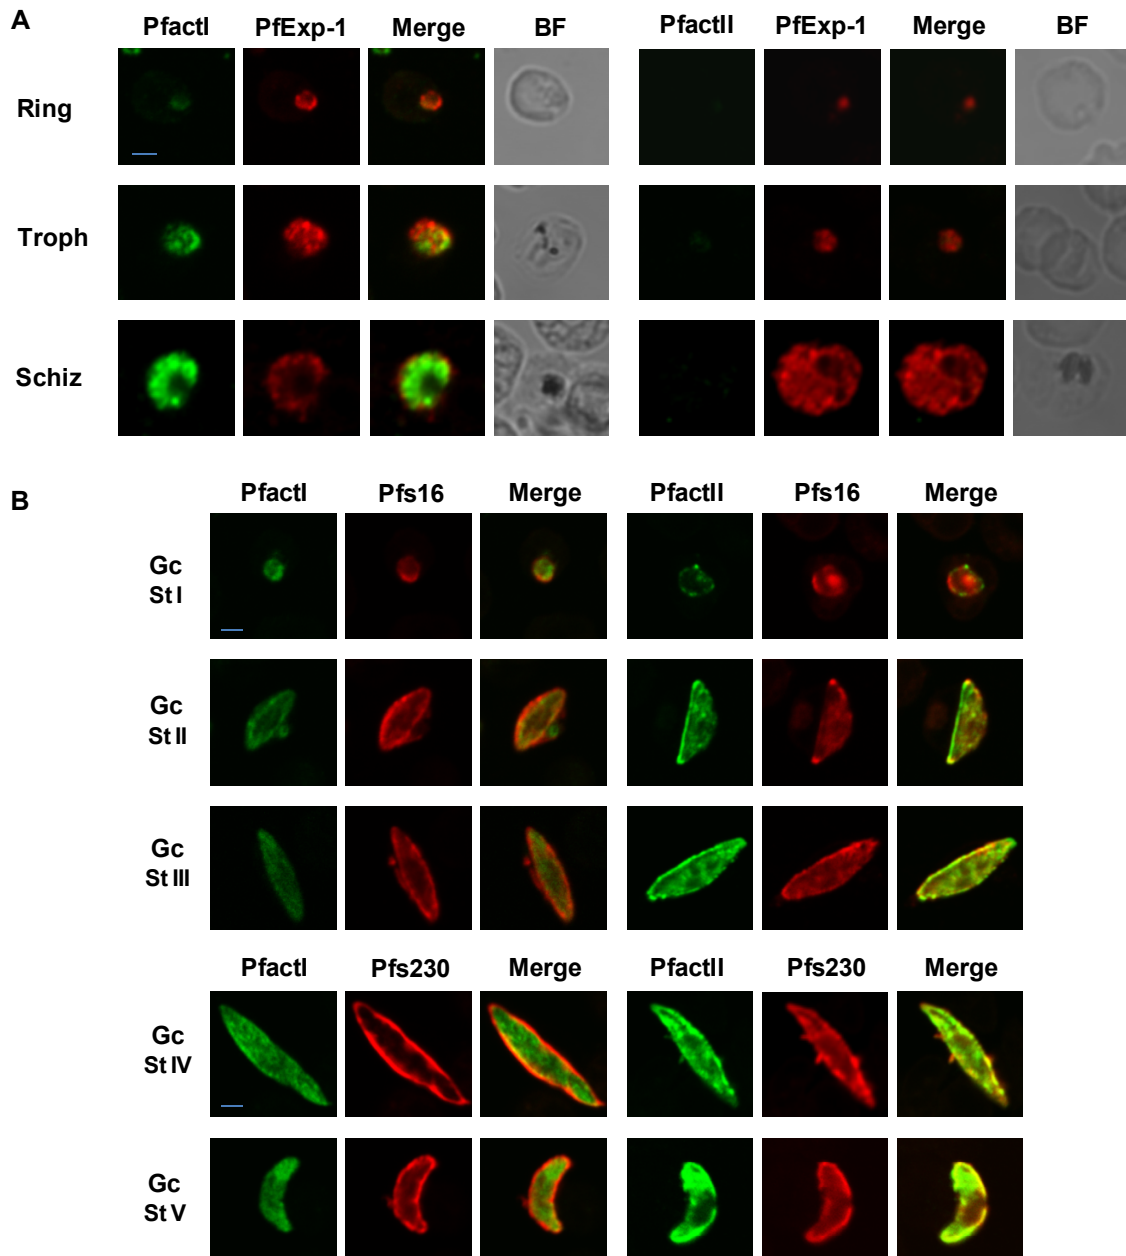 A
PfactI PfExp-1 Merge BF PfactII PfExp-1 Merge BF
Ring
Troph
Schiz
B
PfactI Pfs16 Merge PfactII Pfs16 Merge
Gc
St I
Gc
St II
Gc
St III
PfactI Pfs230 Merge PfactII Pfs230 Merge
Gc
St IV
Gc
St V